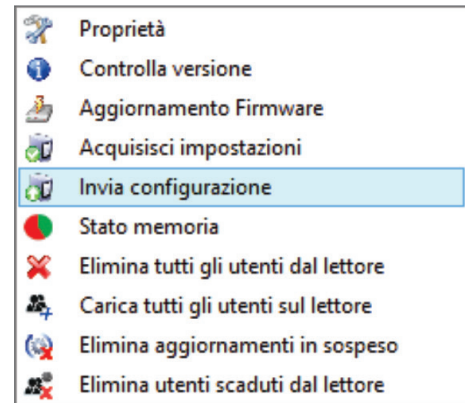 Proprietà
Controlla versione
Aggiornamento Firmware
Acquisisci impostazioni
Invia configurazione
Stato memoria
Elimina tutti gli utenti dal lettore
Carica tutti gli utenti sul lettore
Elimina aggiornamenti in sospeso
Elimina utenti scaduti dal lettore